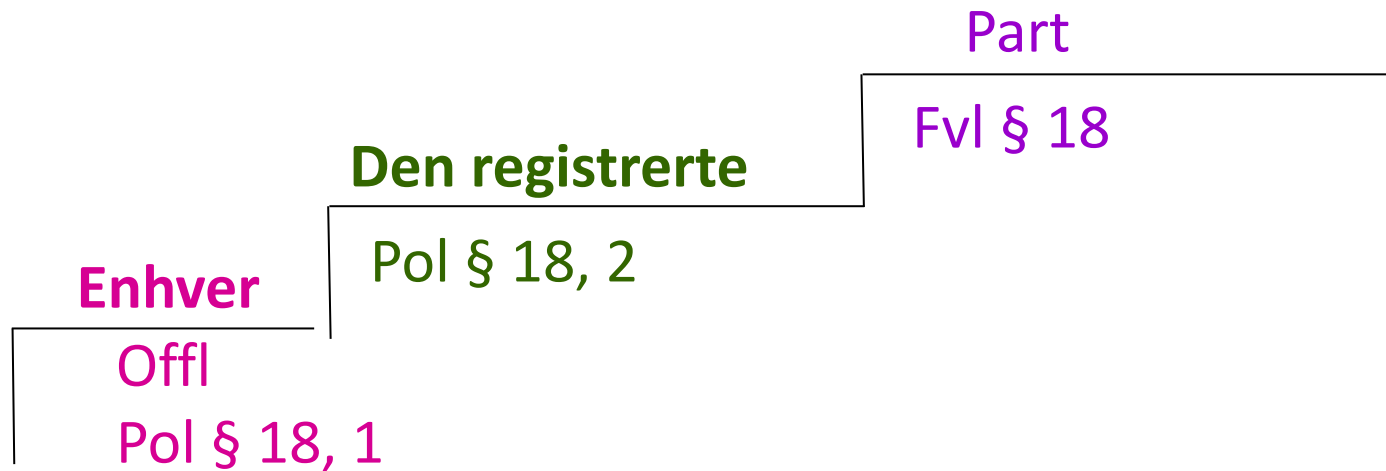 Part
Fvl § 18
Den registrerte
Pol § 18, 2
Enhver
Offl
Pol § 18, 1